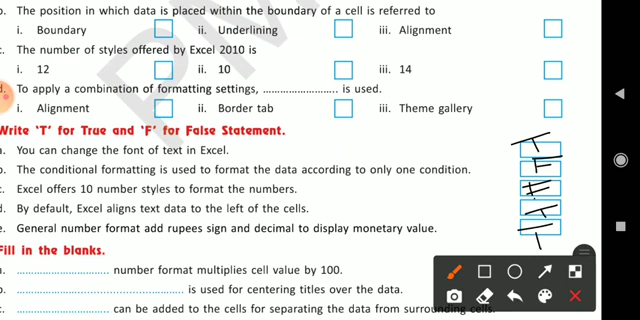 b. The position in which data is placed within the boundary of a cell is referred to
i. Boundary ii. Underlining iii. Alignment
c. The number of styles offered by Excel 2010 is
i. 12 ii. 10 iii. 14
d. To apply a combination of formatting settings, ........................... is used.
i. Alignment ii. Border tab iii. Theme gallery
Write ‘T’ for True and ‘F’ for False Statement.
a. You can change the font of text in Excel. T
b. The conditional formatting is used to format the data according to only one condition. F
c. Excel offers 10 number styles to format the numbers. F
d. By default, Excel aligns text data to the left of the cells. T
e. General number format add rupees sign and decimal to display monetary value. T
Fill in the blanks.
a. ................................. number format multiplies cell value by 100.
b. ........................................................... is used for centering titles over the data.
c. ................................. can be added to the cells for separating the data from surrounding cells.